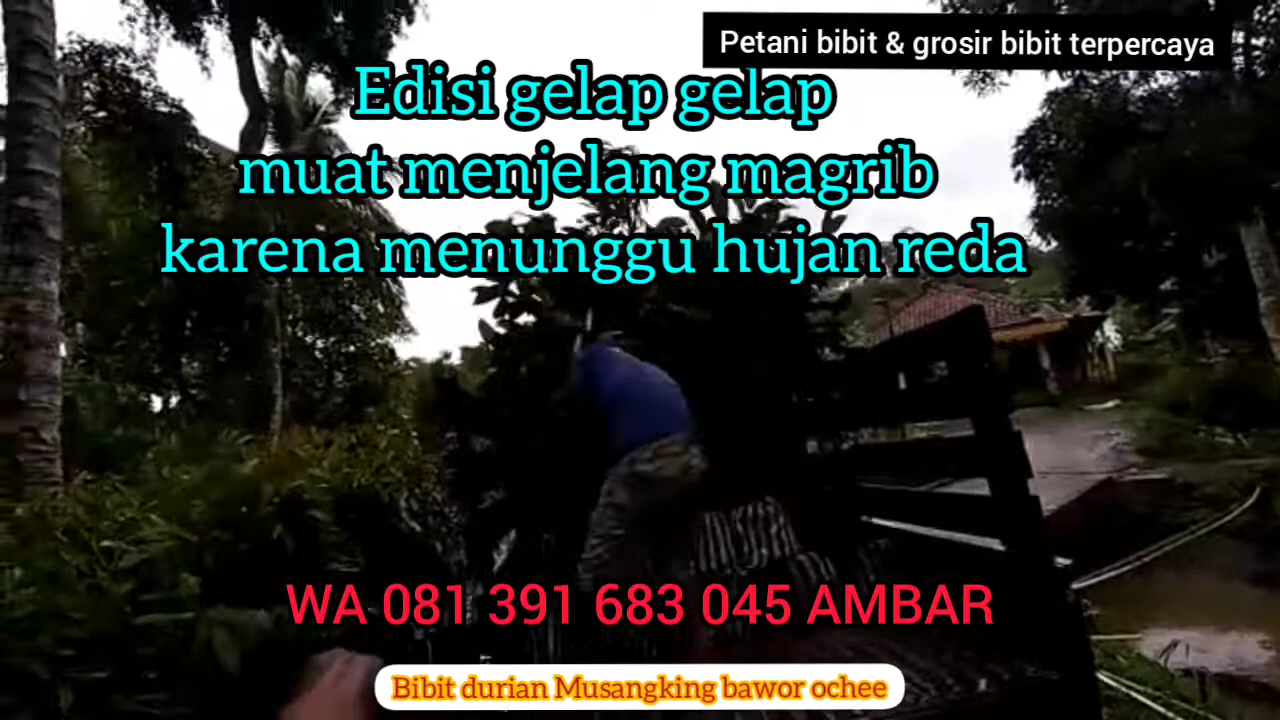 Petani bibit & grosir bibit terpercaya
Edisi gelap gelap
muat menjelang magrib
karena menunggu hujan reda
WA 081 391 683 045 AMBAR
Bibit durian Musangking bawor ochee